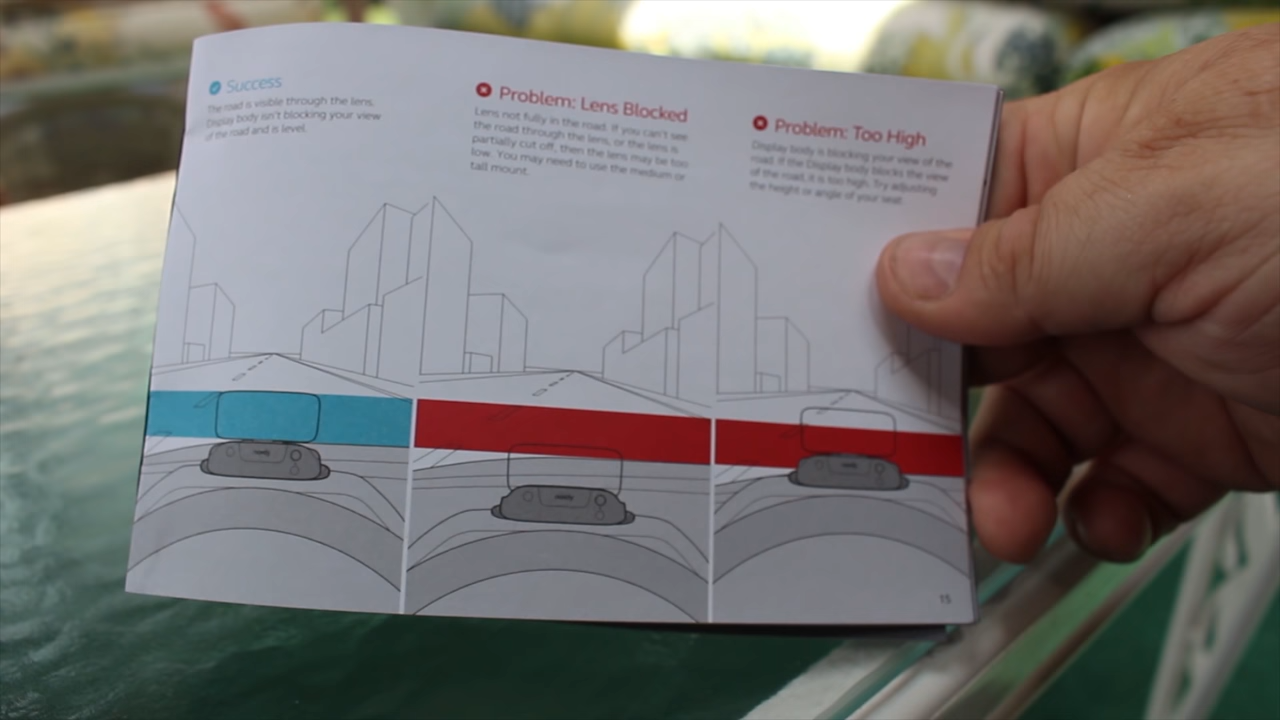 Success
The road is visible through the lens.
Display body isn't blocking your view
of the road and is level.
Problem: Lens Blocked
Lens not fully in the road. If you can't see
the road through the lens, or the lens is
partially cut off, then the lens may be too
low. You may need to use the medium or
tall mount.
Problem: Too High
Display body is blocking your view of the
road. If the Display body blocks the view
of the road, it is too high. Try adjusting
the height or angle of your seat.
15